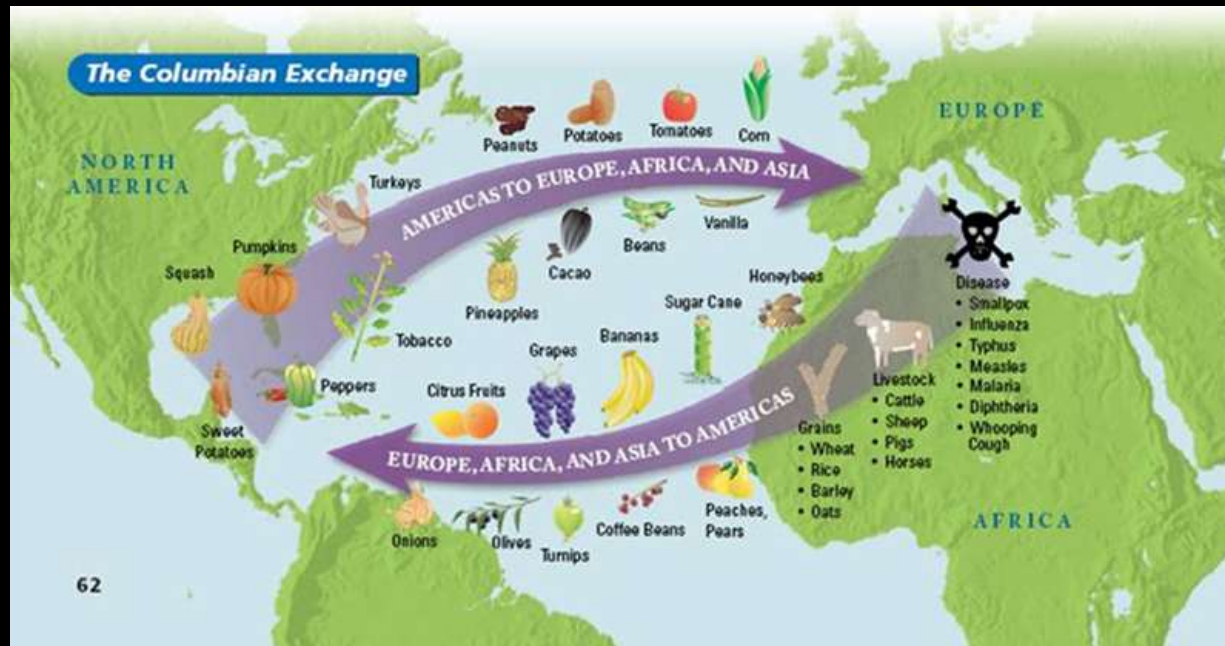 The Columbian Exchange
NORTH
AMERICA
EUROPE
AFRICA
Peanuts
Potatoes
Tomatoes
Corn
Turkeys
AMERICAS TO EUROPE, AFRICA, AND ASIA
Pumpkins
Squash
Pineapples
Cacao
Beans
Vanilla
Tobacco
Peppers
Sweet
Potatoes
Honeybees
Sugar Cane
Bananas
Grapes
Citrus Fruits
EUROPE, AFRICA, AND ASIA TO AMERICAS
Onions
Olives
Turnips
Coffee Beans
Peaches,
Pears
Grains
• Wheat
• Rice
• Barley
• Oats
Livestock
• Cattle
• Sheep
• Pigs
• Horses
Disease
• Smallpox
• Influenza
• Typhus
• Measles
• Malaria
• Diphtheria
• Whooping
Cough
62